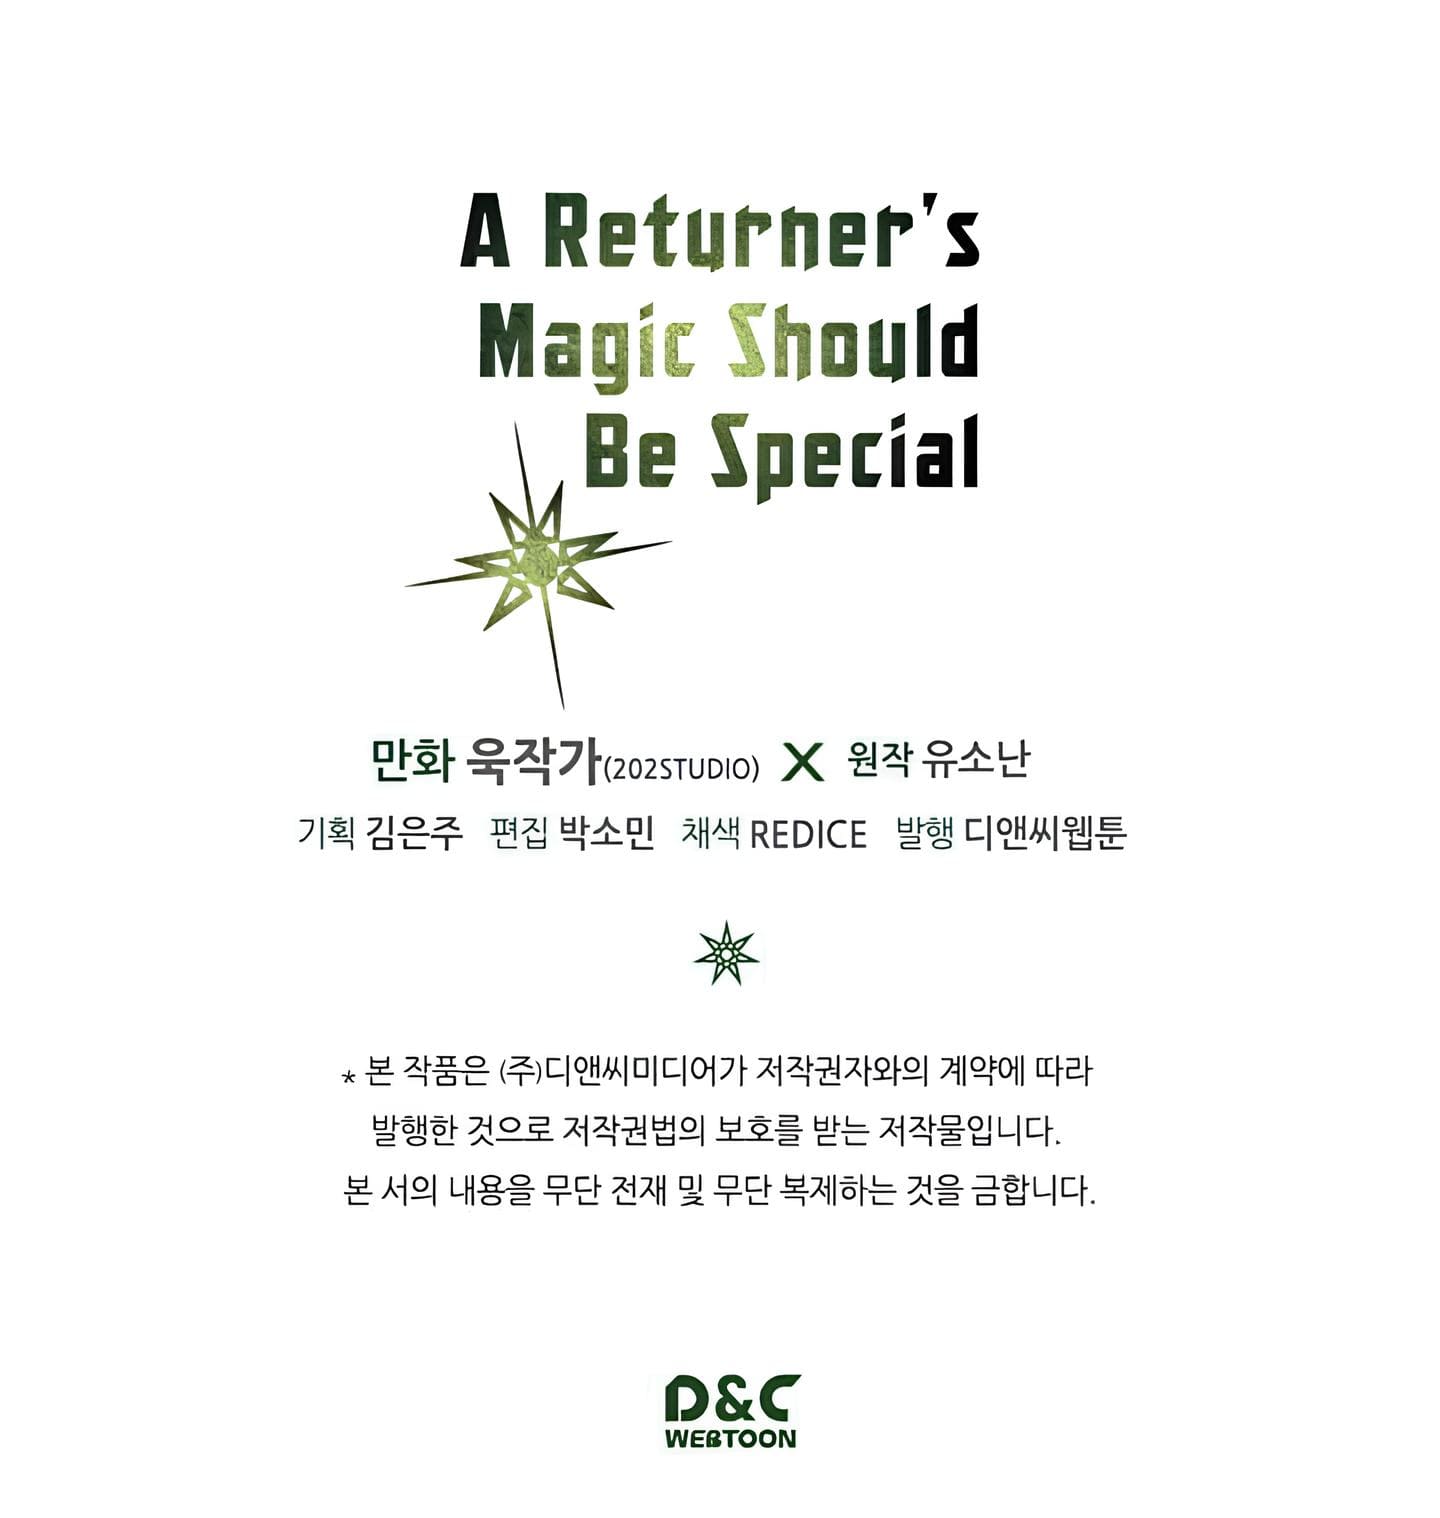 A Returner's
Magic Should
Be Special
만화 욱작가(202STUDIO) X 원작 유소난
기획 김은주 편집 박소민 채색 REDICE 발행 디앤씨웹툰
* 본 작품은 (주)디앤씨미디어가 저작권자와의 계약에 따라
발행한 것으로 저작권법의 보호를 받는 저작물입니다.
본 서의 내용을 무단 전재 및 무단 복제하는 것을 금합니다.
D&C
WEBTOON